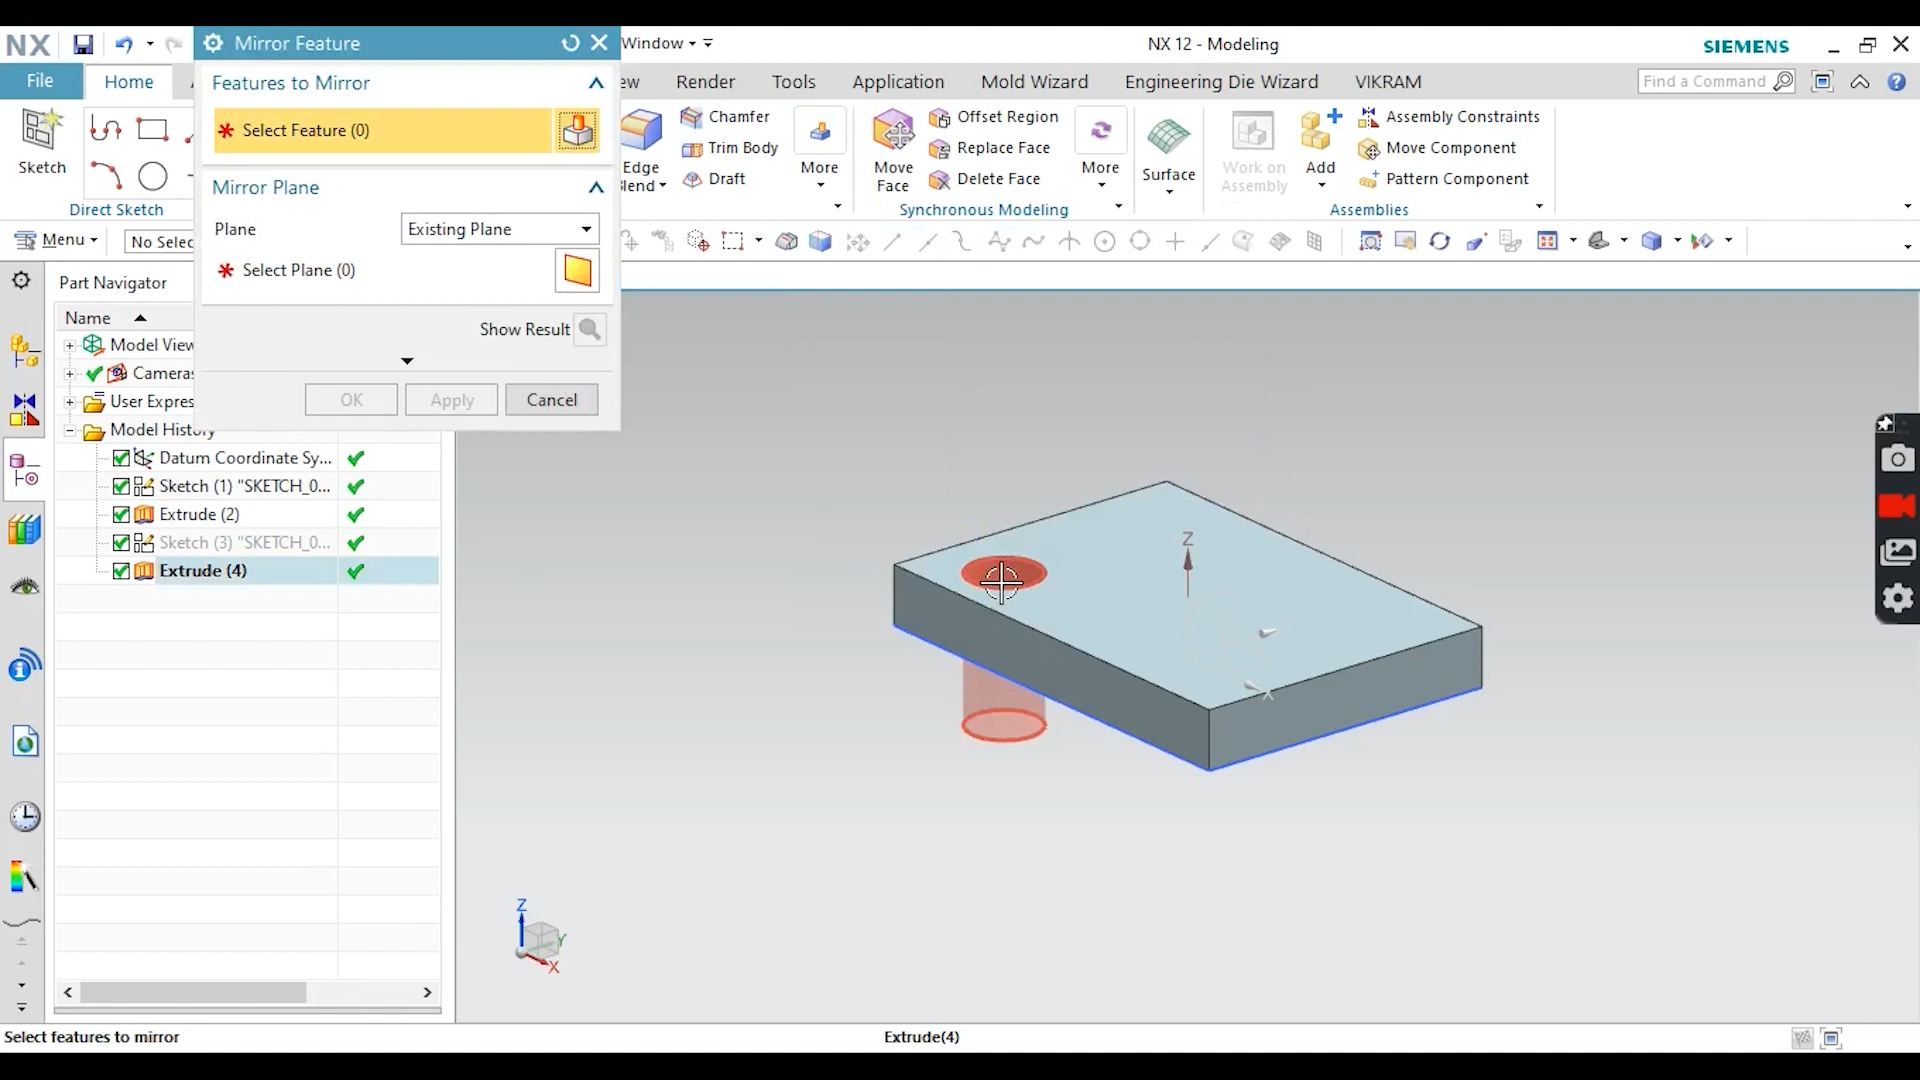 NX
Mirror Feature
Window
NX 12 - Modeling
SIEMENS
File
Home
Features to Mirror
ew
Render
Tools
Application
Mold Wizard
Engineering Die Wizard
VIKRAM
Find a Command
Select Feature (0)
Sketch
Direct Sketch
Mirror Plane
Plane
Existing Plane
Select Plane (0)
Show Result
OK
Apply
Cancel
Edge
lend
Chamfer
Trim Body
Draft
More
Move
Face
Offset Region
Replace Face
Delete Face
More
Synchronous Modeling
Surface
Work on
Assembly
Add
Assembly Constraints
Move Component
Pattern Component
Assemblies
Menu
No Selec
Part Navigator
Name
Model View
Cameras
User Expres
Model History
Datum Coordinate Sy...
Sketch (1) "SKETCH_0...
Extrude (2)
Sketch (3) "SKETCH_0...
Extrude (4)
Z
X
Z
Y
X
Select features to mirror
Extrude(4)